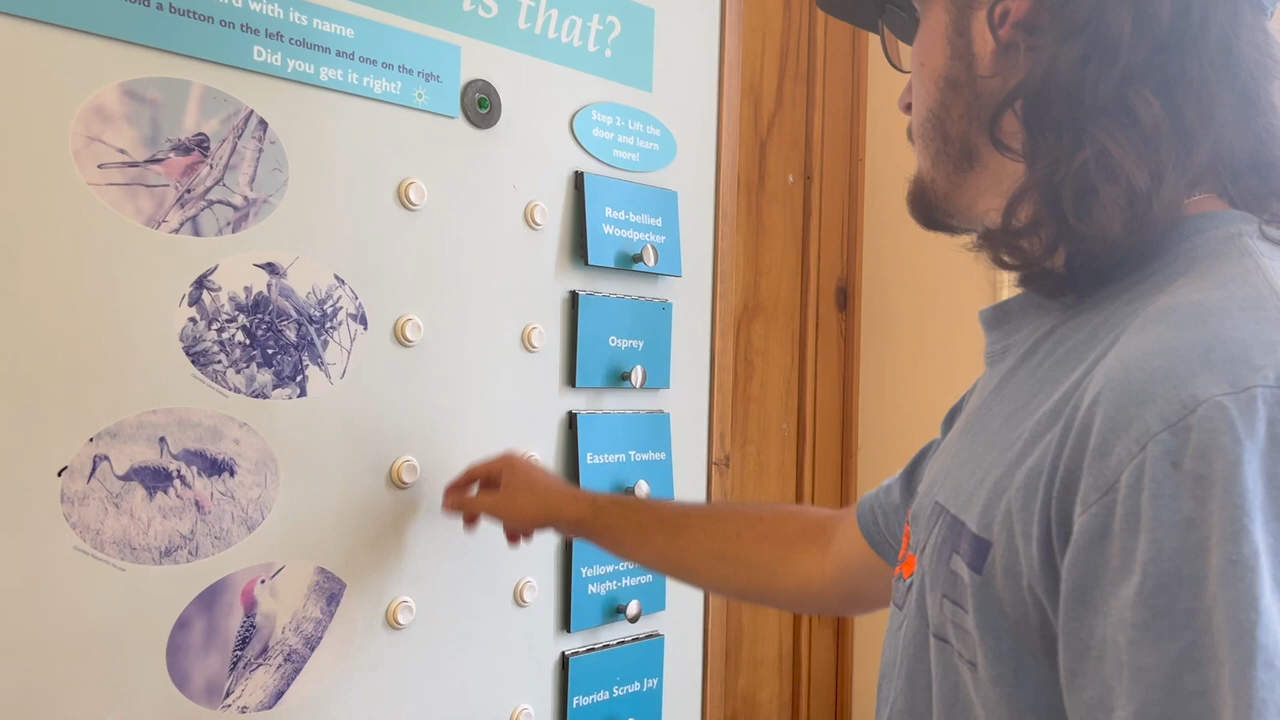 is that?
with its name
a button on the left column and one on the right.
Did you get it right?
Step 2- Lift the
door and learn
more!
Red-bellied
Woodpecker
Osprey
Eastern Towhee
Night-Heron
Florida Scrub Jay